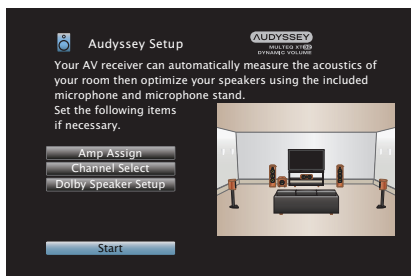 Audyssey Setup
AUDYSSEY
MULTEQ XT32
DYNAMIC VOLUME
Your AV receiver can automatically measure the acoustics of
your room then optimize your speakers using the included
microphone and microphone stand.
Set the following items
if necessary.
Amp Assign
Channel Select
Dolby Speaker Setup
Start